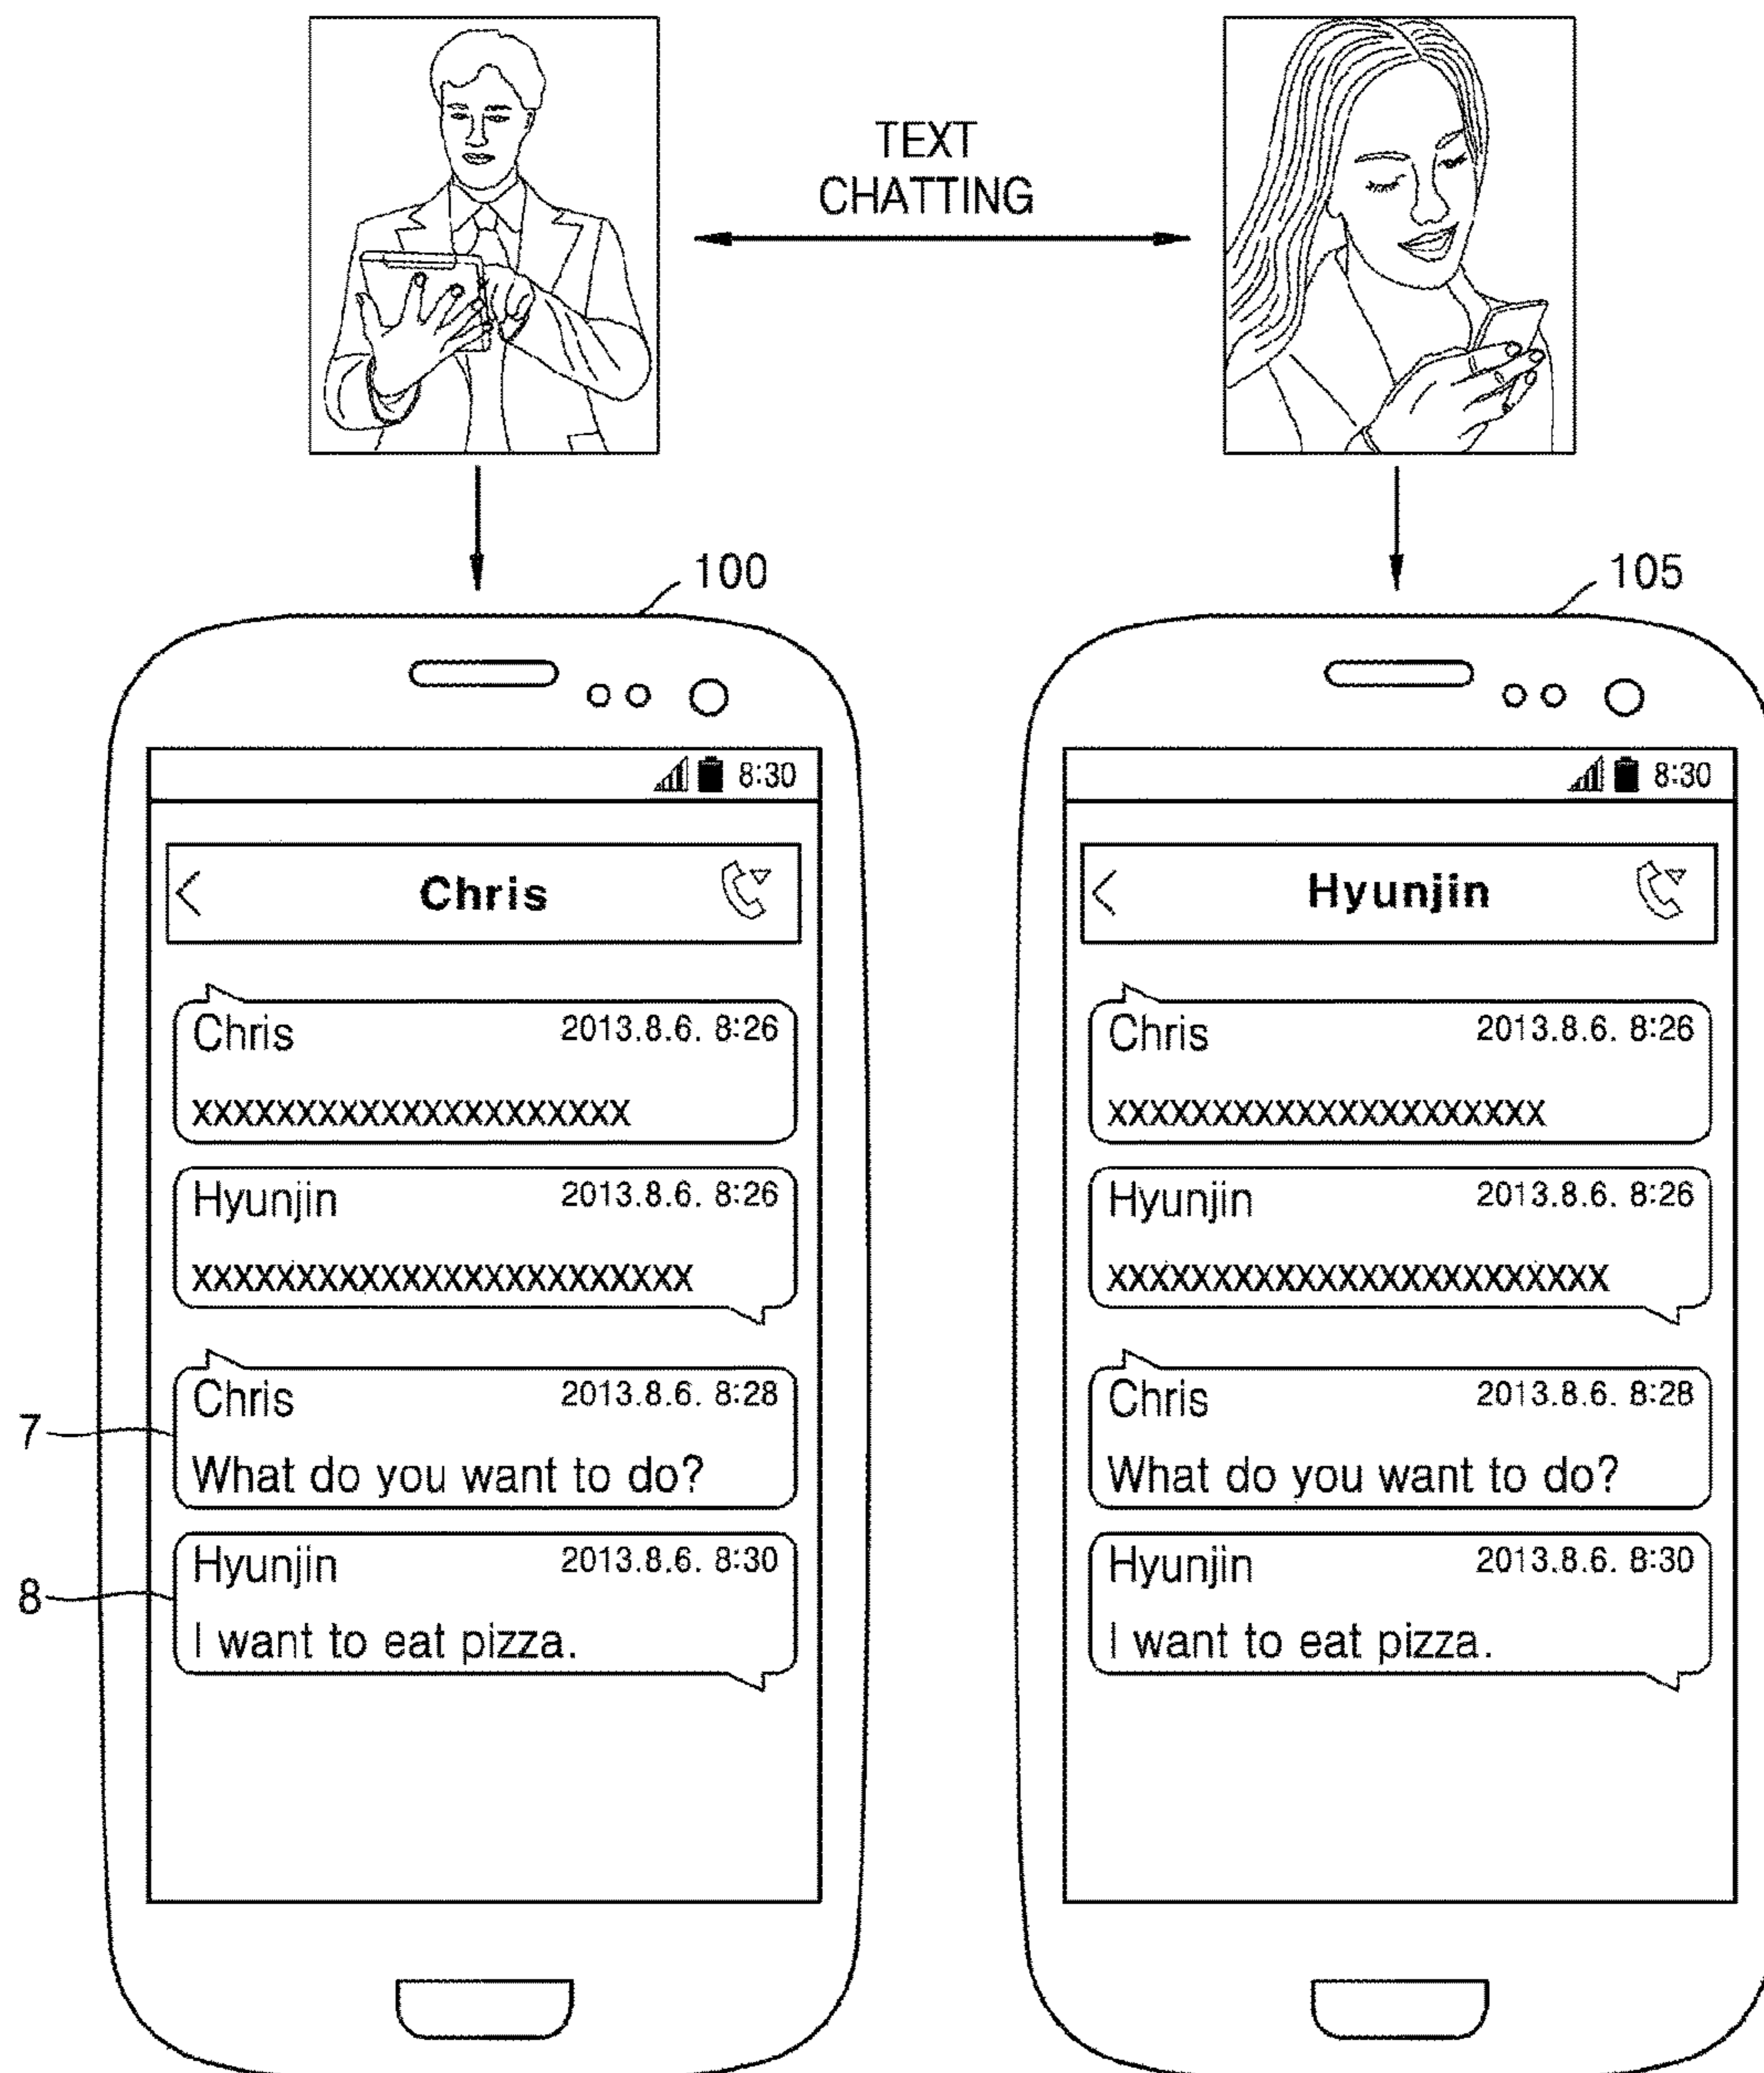 TEXT
CHATTING
100
8:30
Chris
Chris 2013.8.6. 8:26
xxxxxxxxxxxxxxxxxxxxx
Hyunjin 2013.8.6. 8:26
xxxxxxxxxxxxxxxxxxxxxxxx
7
Chris 2013.8.6. 8:28
What do you want to do?
8
Hyunjin 2013.8.6. 8:30
I want to eat pizza.
105
8:30
Hyunjin
Chris 2013.8.6. 8:26
xxxxxxxxxxxxxxxxxxxxx
Hyunjin 2013.8.6. 8:26
xxxxxxxxxxxxxxxxxxxxxxxx
Chris 2013.8.6. 8:28
What do you want to do?
Hyunjin 2013.8.6. 8:30
I want to eat pizza.